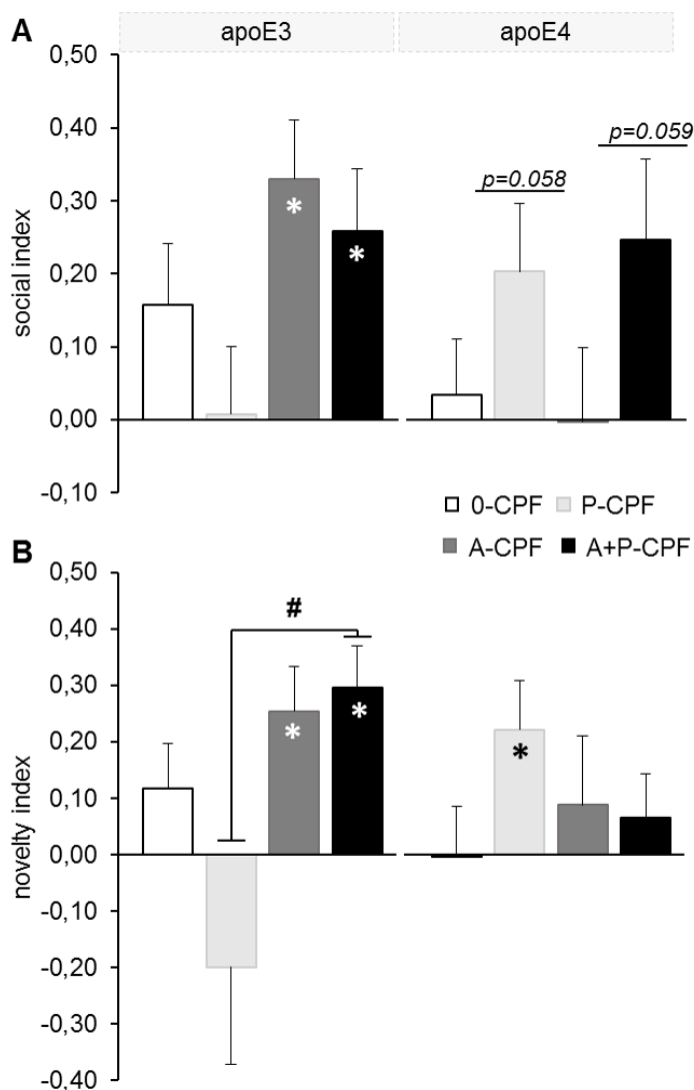 A
apoE3 apoE4
0,50
0,40
0,30
0,20
0,10
0,00
-0,10
social index
*
*
p=0.058
p=0.059
0-CPF P-CPF
A-CPF A+P-CPF
B
0,50
0,40
0,30
0,20
0,10
0,00
-0,10
-0,20
-0,30
-0,40
novelty index
#
*
*
*